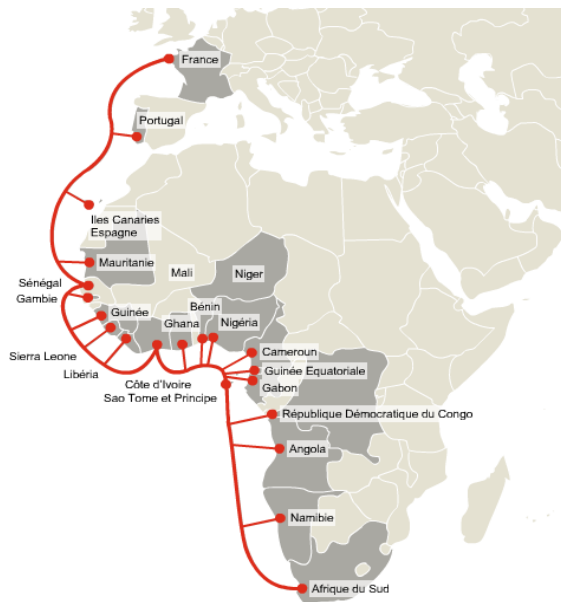 France
Portugal
Iles Canaries
Espagne
Mauritanie
Mali
Niger
Sénégal
Gambie
Bénin
Guinée
Ghana
Nigéria
Sierra Leone
Libéria
Cameroun
Guinée Equatoriale
Côte d'Ivoire
Gabon
Sao Tome et Principe
République Démocratique du Congo
Angola
Namibie
Afrique du Sud